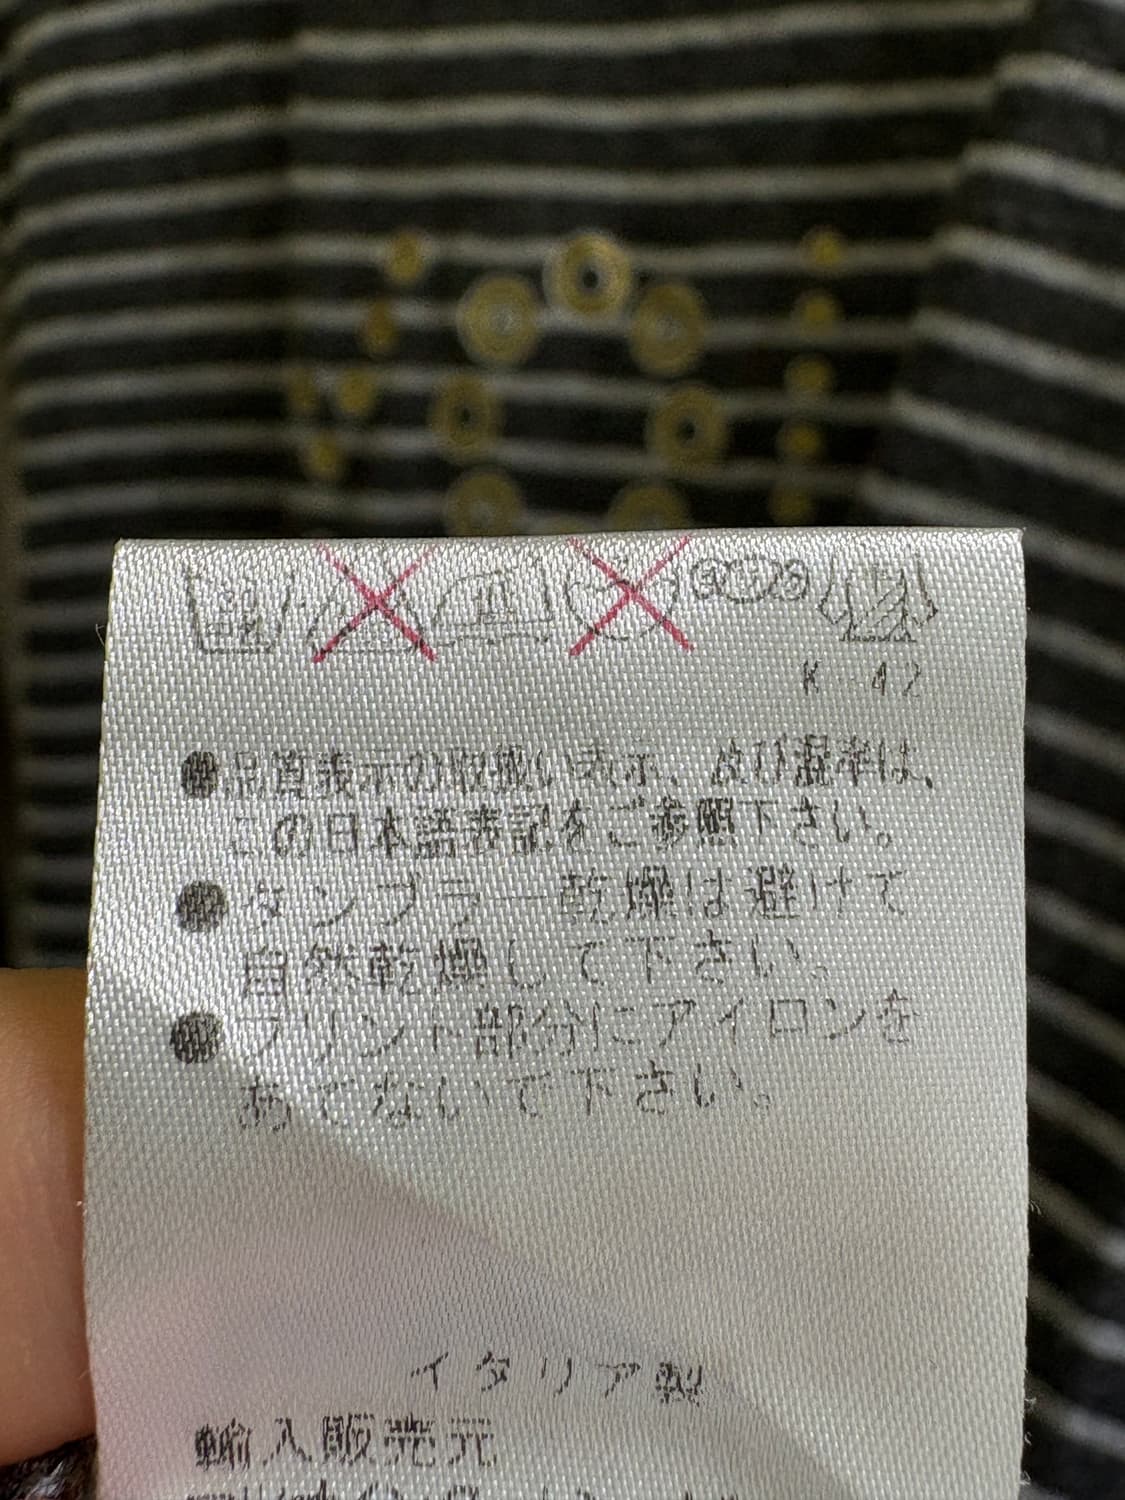 30
中性
K-42
●品質表示の取扱い表示、及び混率は、
この日本語表記をご参照下さい。
●タンブラー乾燥は避けて
自然乾燥して下さい。
●プリント部分にアイロンを
あてないで下さい。
イタリア製
輸入販売元